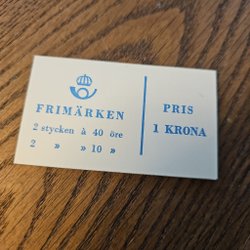 FRIMÄRKEN
2 stycken à 40 öre
2 » » 10 »
PRIS
1 KRONA